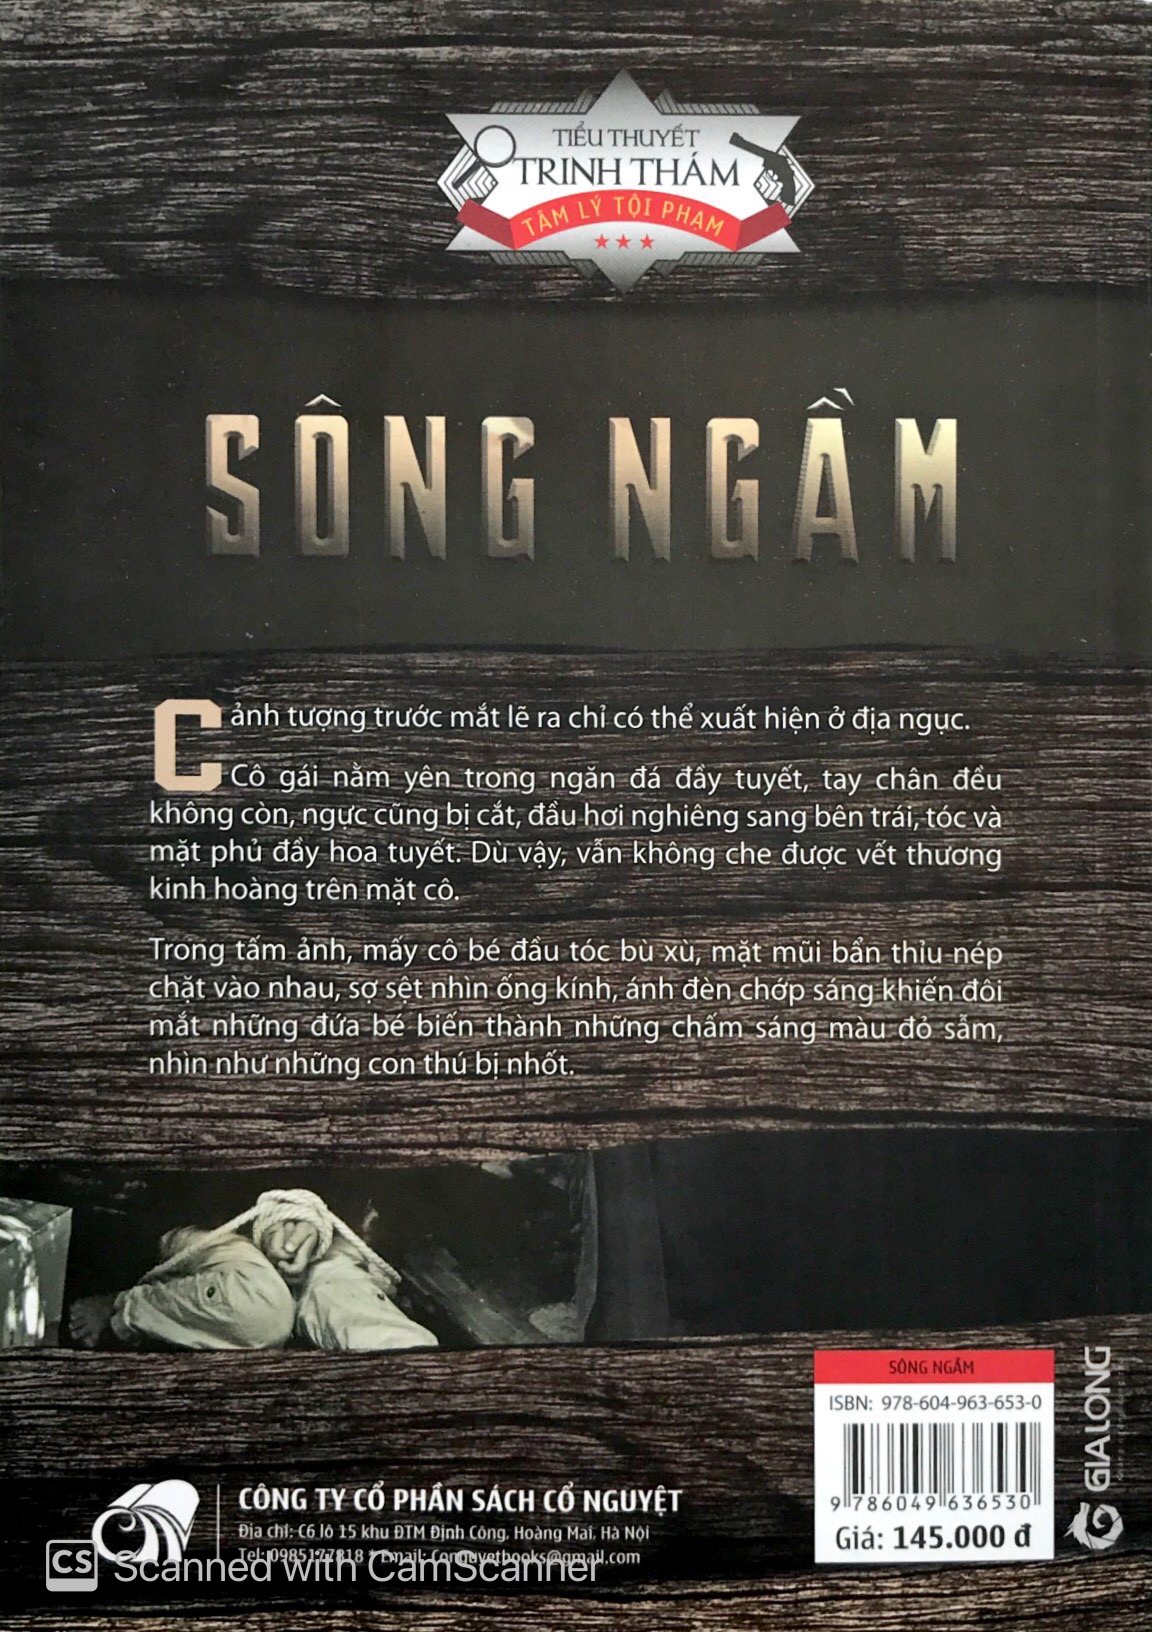 TIỂU THUYẾT
TRINH THÁM
TÂM LÝ TỘI PHẠM
SÔNG NGẦM
Cảnh tượng trước mắt lẽ ra chỉ có thể xuất hiện ở địa ngục.
Cô gái nằm yên trong ngăn đá đầy tuyết, tay chân đều
không còn, ngực cũng bị cắt, đầu hơi nghiêng sang bên trái, tóc và
mặt phủ đầy hoa tuyết. Dù vậy, vẫn không che được vết thương
kinh hoàng trên mặt cô.
Trong tấm ảnh, mấy cô bé đầu tóc bù xù, mặt mũi bẩn thỉu nép
chặt vào nhau, sợ sệt nhìn ống kính, ánh đèn chớp sáng khiến đôi
mắt những đứa bé biến thành những chấm sáng màu đỏ sẫm,
nhìn như những con thú bị nhốt.
SÔNG NGẦM
ISBN: 978-604-963-653-0
9 786049 636530
Giá: 145.000 đ
GIALONG
CÔNG TY CỔ PHẦN SÁCH CỔ NGUYỆT
Địa chỉ: C6 lô 15 khu ĐTM Định Công, Hoàng Mai, Hà Nội
Tel: 0985177818 * Email: Conguyetbooks@gmail.com
CS Scanned with CamScanner